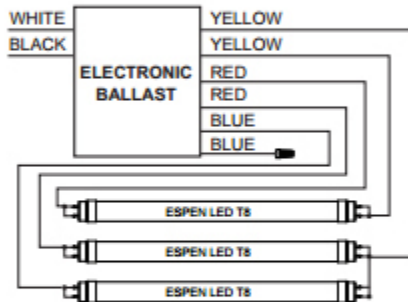 WHITE
BLACK
ELECTRONIC
BALLAST
YELLOW
YELLOW
RED
RED
BLUE
BLUE
ESPEN LED T8
ESPEN LED T8
ESPEN LED T8